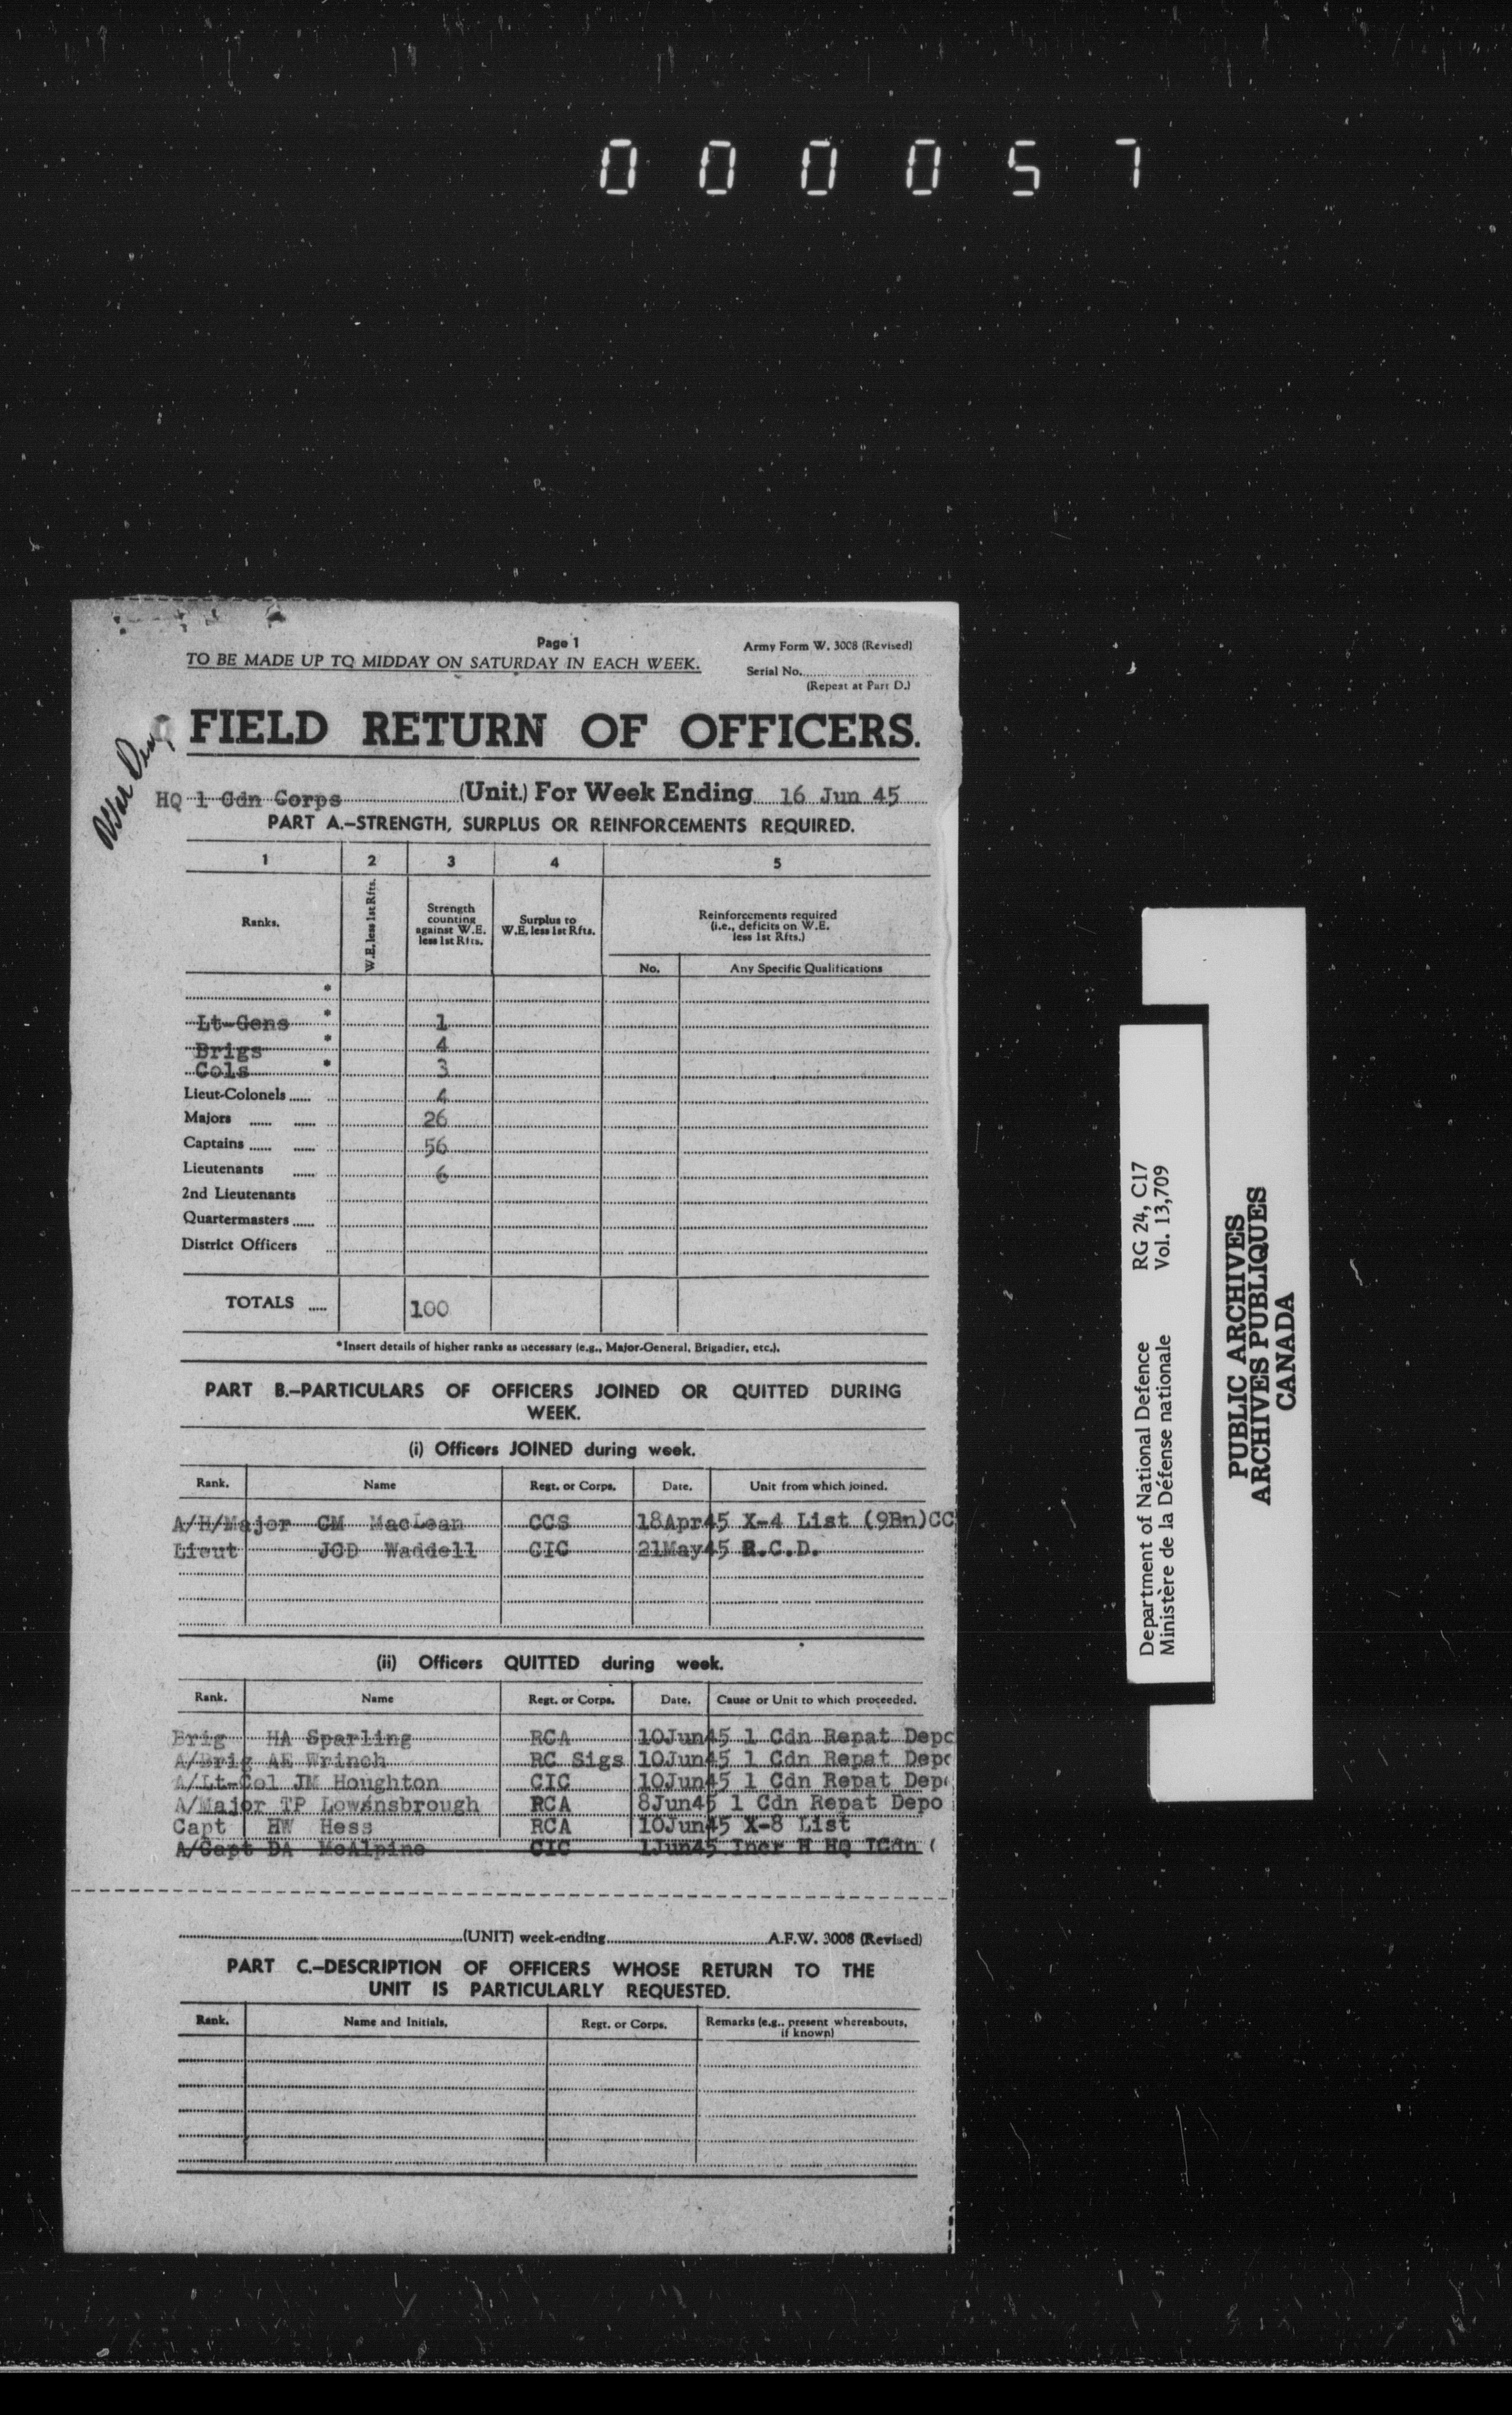 000057
Page 1
Army Form W. 3008 (Revised)
TO BE MADE UP TO MIDDAY ON SATURDAY IN EACH WEEK.
Serial No.
(Repeat at Part D.)
FIELD RETURN OF OFFICERS.
HQ 1 Cdn Corps (Unit.) For Week Ending 16 Jun 45
PART A.—STRENGTH, SURPLUS OR REINFORCEMENTS REQUIRED.
1 2 3 4 5
Ranks.
W.E. less 1st Rfts.
Strength counting against W.E. less 1st Rfts.
Surplus to W.E. less 1st Rfts.
Reinforcements required (i.e., deficits on W.E. less 1st Rfts.)
No. Any Specific Qualifications
*
Lt-Gens * 1
Brigs * 4
Cols * 3
Lieut-Colonels 4
Majors 26
Captains 56
Lieutenants 6
2nd Lieutenants
Quartermasters
District Officers
TOTALS 100
*Insert details of higher ranks as necessary (e.g., Major-General, Brigadier, etc.).
PART B.—PARTICULARS OF OFFICERS JOINED OR QUITTED DURING
WEEK.
(i) Officers JOINED during week.
Rank. Name Regt. or Corps. Date. Unit from which joined.
A/H/Major GM MacLean CCS 18Apr45 X-4 List (9Bn)CC
Lieut JCD Waddell CIC 21May45 R.C.D.
(ii) Officers QUITTED during week.
Rank. Name Regt. or Corps. Date. Cause or Unit to which proceeded.
Brig HA Sparling RCA 10Jun45 1 Cdn Repat Depo
A/Brig AE Wrinch RC Sigs 10Jun45 1 Cdn Repat Depo
A/Lt-Col JM Houghton CIC 10Jun45 1 Cdn Repat Depo
A/Major TP Lowensbrough RCA 8Jun45 1 Cdn Repat Depo
Capt HW Hess RCA 10Jun45 X-8 List
A/Capt DA McAlpine CIC 1Jun45 Incr H HQ 1Cdn (
(UNIT) week-ending A.F.W. 3008 (Revised)
PART C.—DESCRIPTION OF OFFICERS WHOSE RETURN TO THE
UNIT IS PARTICULARLY REQUESTED.
Rank. Name and Initials. Regt. or Corps. Remarks (e.g., present whereabouts, if known)
Department of National Defence RG 24, C17
Ministère de la Défense nationale Vol. 13,709
PUBLIC ARCHIVES
ARCHIVES PUBLIQUES
CANADA